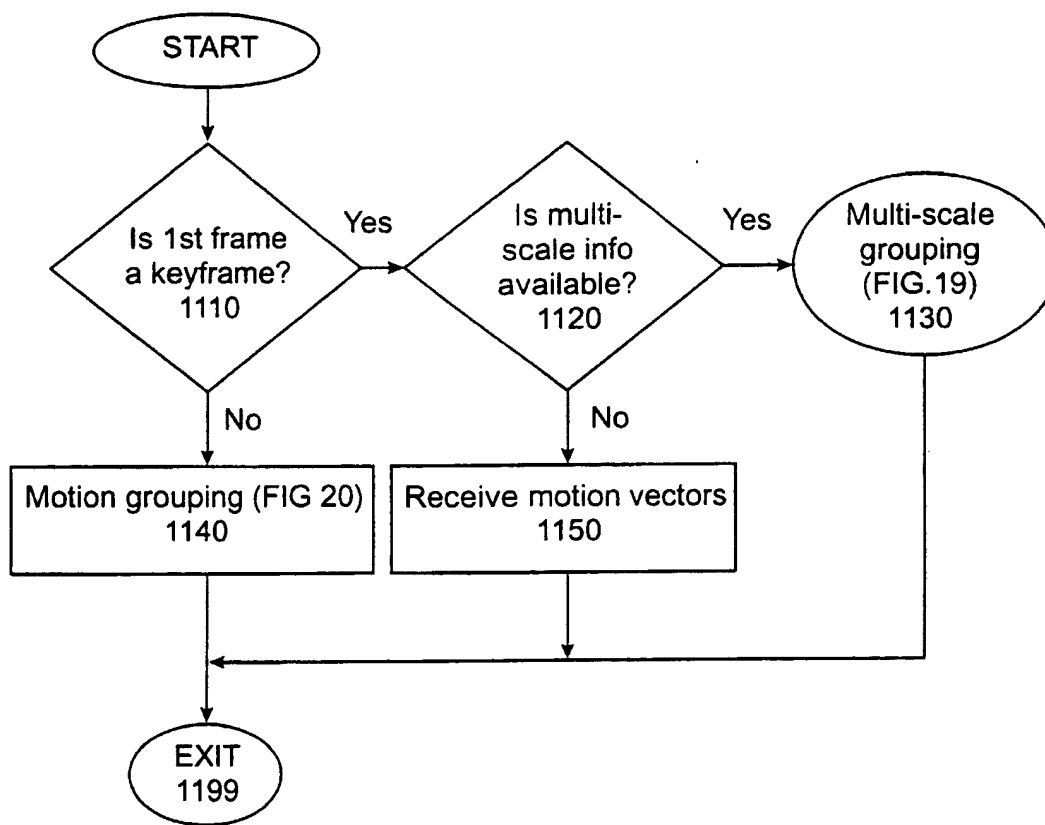 START
Is 1st frame
a keyframe?
1110
Yes
Is multi-
scale info
available?
1120
Yes
Multi-scale
grouping
(FIG.19)
1130
No
No
Motion grouping (FIG 20)
1140
Receive motion vectors
1150
EXIT
1199